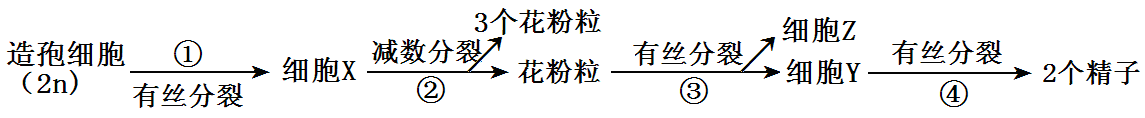 造孢细胞
（2n）
①
有丝分裂
细胞X
减数分裂
②
3个花粉粒
花粉粒
有丝分裂
③
细胞Z
细胞Y
有丝分裂
④
2个精子